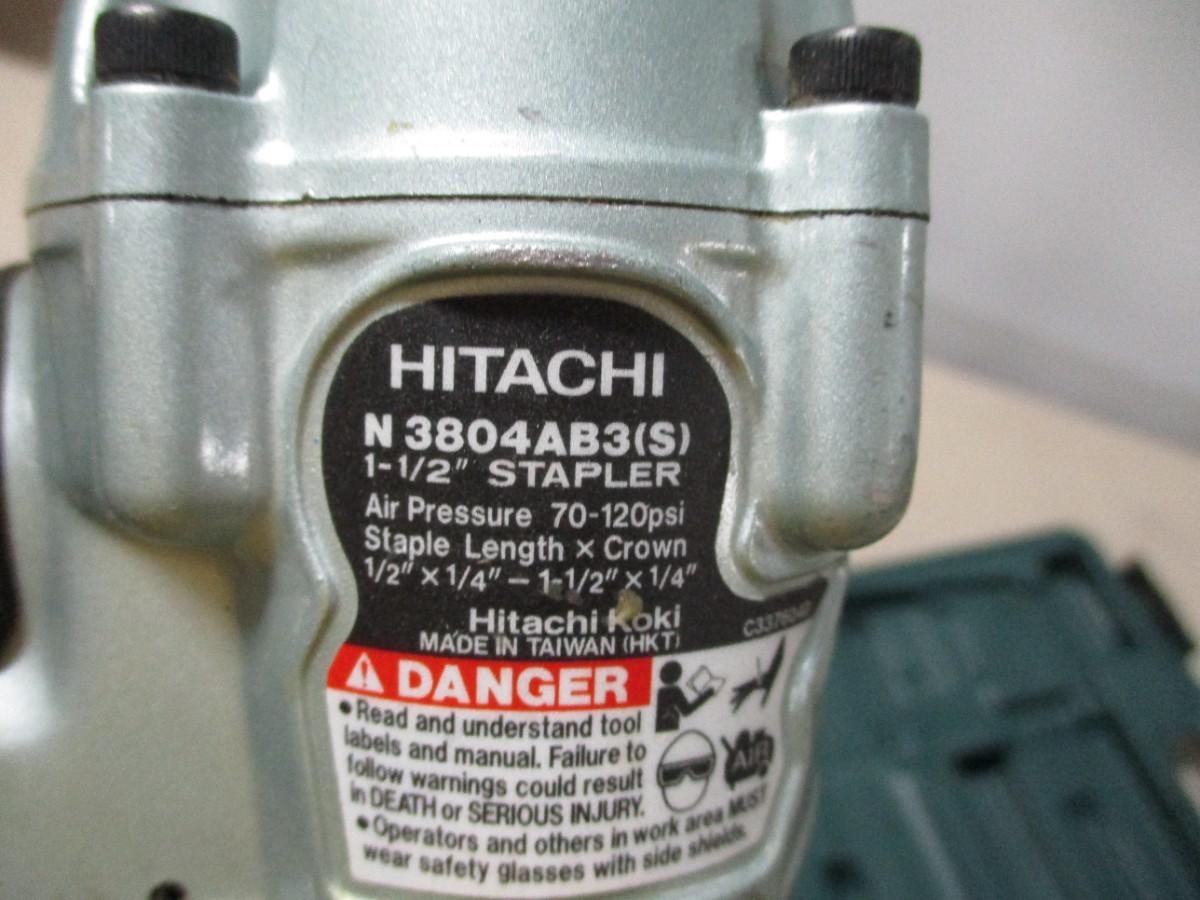 HITACHI
N 3804AB3(S)
1-1/2" STAPLER
Air Pressure 70-120psi
Staple Length × Crown
1/2" × 1/4" – 1-1/2" × 1/4"
Hitachi Koki
MADE IN TAIWAN (HKT)
DANGER
•Read and understand tool
labels and manual. Failure to
follow warnings could result
in DEATH or SERIOUS INJURY.
•Operators and others in work area MUST
wear safety glasses with side shields.
AIR